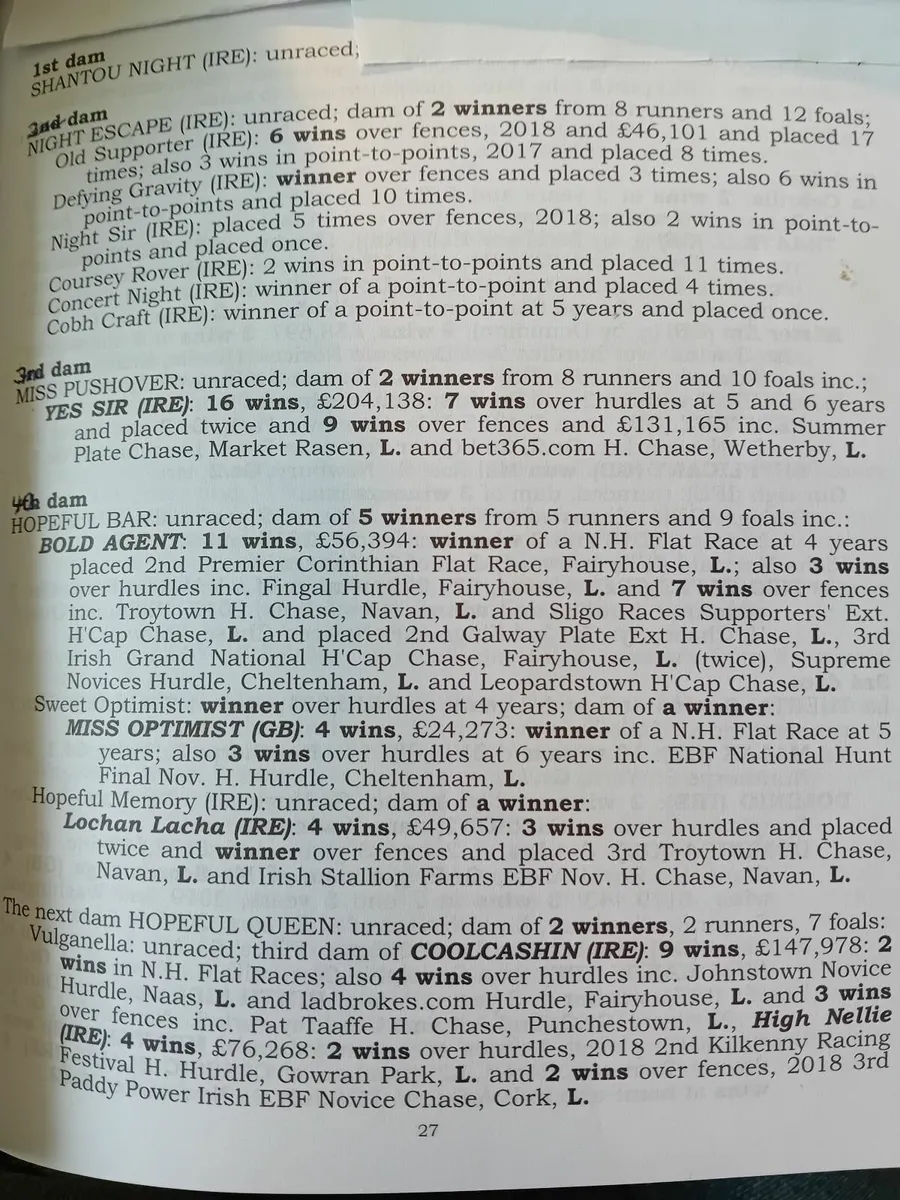 1st dam
SHANTOU NIGHT (IRE): unraced;
2nd dam
NIGHT ESCAPE (IRE): unraced; dam of 2 winners from 8 runners and 12 foals;
Old Supporter (IRE): 6 wins over fences, 2018 and £46,101 and placed 17
times; also 3 wins in point-to-points, 2017 and placed 8 times.
Defying Gravity (IRE): winner over fences and placed 3 times; also 6 wins in
point-to-points and placed 10 times.
Night Sir (IRE): placed 5 times over fences, 2018; also 2 wins in point-to-
points and placed once.
Coursey Rover (IRE): 2 wins in point-to-points and placed 11 times.
Concert Night (IRE): winner of a point-to-point and placed 4 times.
Cobh Craft (IRE): winner of a point-to-point at 5 years and placed once.
3rd dam
MISS PUSHOVER: unraced; dam of 2 winners from 8 runners and 10 foals inc.;
YES SIR (IRE): 16 wins, £204,138: 7 wins over hurdles at 5 and 6 years
and placed twice and 9 wins over fences and £131,165 inc. Summer
Plate Chase, Market Rasen, L. and bet365.com H. Chase, Wetherby, L.
4th dam
HOPEFUL BAR: unraced; dam of 5 winners from 5 runners and 9 foals inc.:
BOLD AGENT: 11 wins, £56,394: winner of a N.H. Flat Race at 4 years
placed 2nd Premier Corinthian Flat Race, Fairyhouse, L.; also 3 wins
over hurdles inc. Fingal Hurdle, Fairyhouse, L. and 7 wins over fences
inc. Troytown H. Chase, Navan, L. and Sligo Races Supporters' Ext.
H'Cap Chase, L. and placed 2nd Galway Plate Ext H. Chase, L., 3rd
Irish Grand National H'Cap Chase, Fairyhouse, L. (twice), Supreme
Novices Hurdle, Cheltenham, L. and Leopardstown H'Cap Chase, L.
Sweet Optimist: winner over hurdles at 4 years; dam of a winner:
MISS OPTIMIST (GB): 4 wins, £24,273: winner of a N.H. Flat Race at 5
years; also 3 wins over hurdles at 6 years inc. EBF National Hunt
Final Nov. H. Hurdle, Cheltenham, L.
Hopeful Memory (IRE): unraced; dam of a winner:
Lochan Lacha (IRE): 4 wins, £49,657: 3 wins over hurdles and placed
twice and winner over fences and placed 3rd Troytown H. Chase,
Navan, L. and Irish Stallion Farms EBF Nov. H. Chase, Navan, L.
The next dam HOPEFUL QUEEN: unraced; dam of 2 winners, 2 runners, 7 foals:
Vulganella: unraced; third dam of COOLCASHIN (IRE): 9 wins, £147,978: 2
wins in N.H. Flat Races; also 4 wins over hurdles inc. Johnstown Novice
Hurdle, Naas, L. and ladbrokes.com Hurdle, Fairyhouse, L. and 3 wins
over fences inc. Pat Taaffe H. Chase, Punchestown, L., High Nellie
(IRE): 4 wins, £76,268: 2 wins over hurdles, 2018 2nd Kilkenny Racing
Festival H. Hurdle, Gowran Park, L. and 2 wins over fences, 2018 3rd
Paddy Power Irish EBF Novice Chase, Cork, L.
27